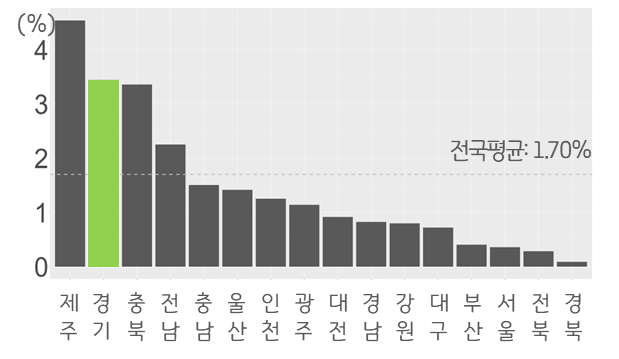 (%)
4
3
2
1
0
전국평균: 1.70%
제주
경기
충북
전남
충남
울산
인천
광주
대전
경남
강원
대구
부산
서울
전북
경북